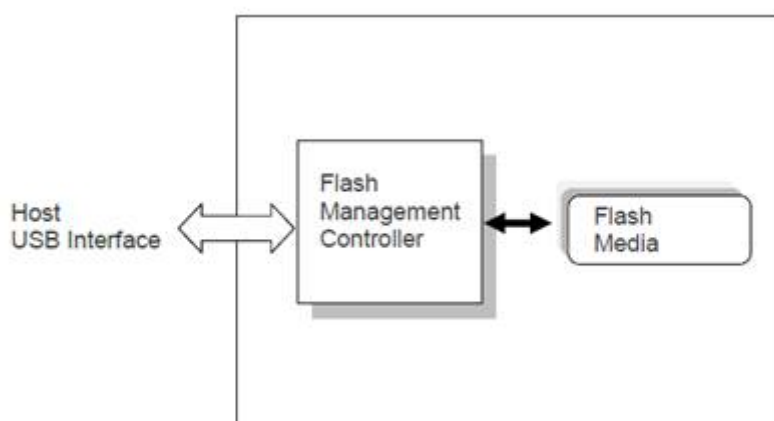 Host
USB Interface
Flash
Management
Controller
Flash
Media